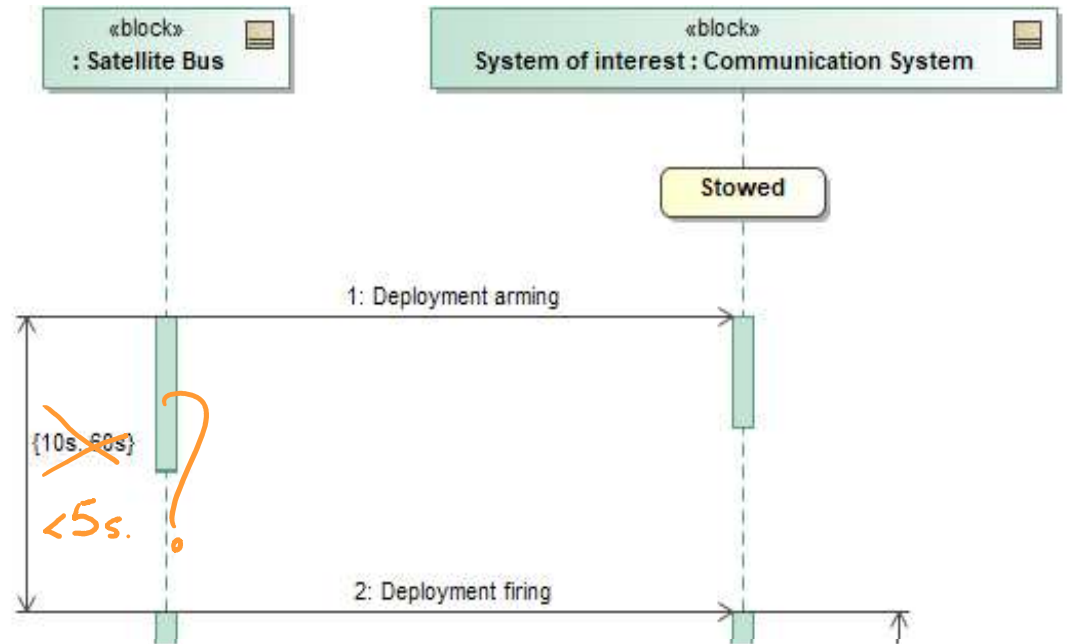 «block»
: Satellite Bus
«block»
System of interest : Communication System
Stowed
1: Deployment arming
{10s. 60s}
<5s.
?
2: Deployment firing